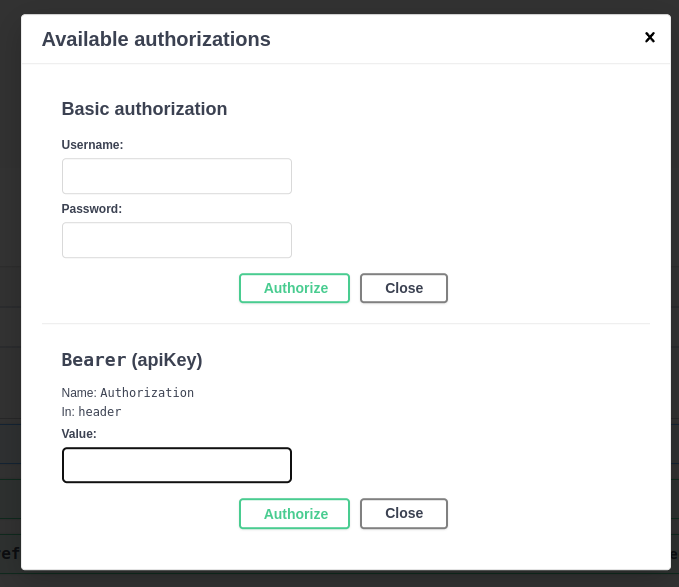 Available authorizations
Basic authorization
Username:
Password:
Authorize Close
Bearer (apiKey)
Name: Authorization
In: header
Value:
Authorize Close